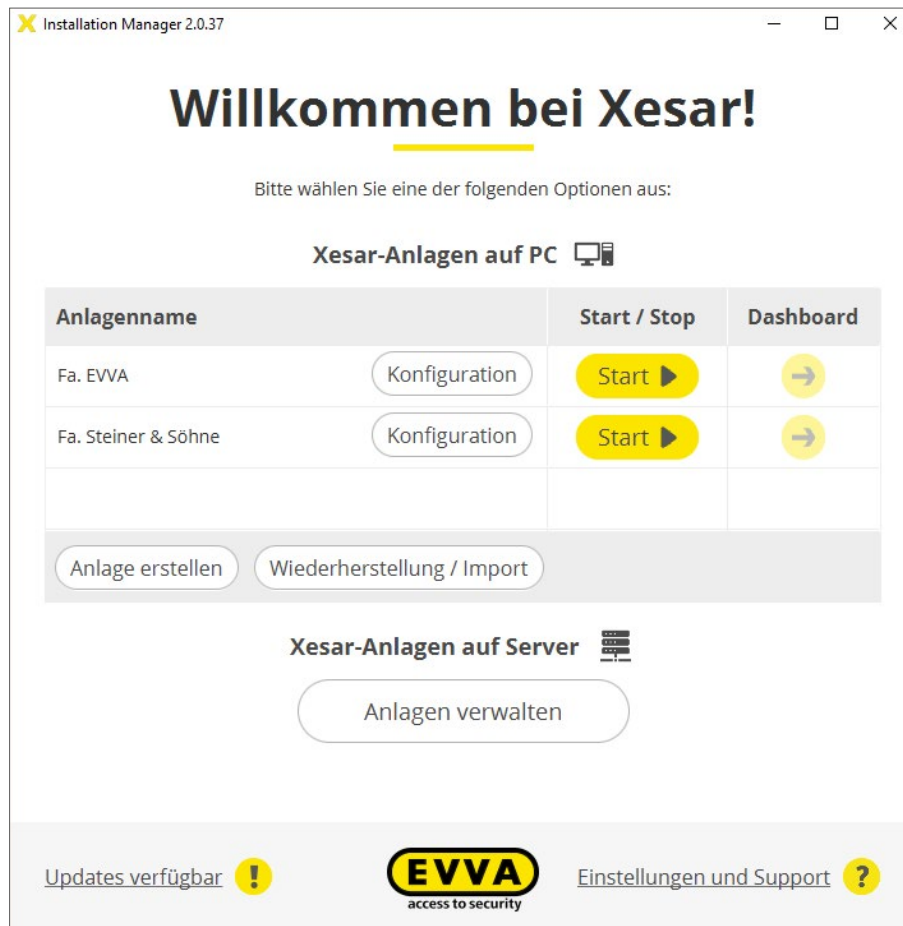 Installation Manager 2.0.37
Willkommen bei Xesar!
Bitte wählen Sie eine der folgenden Optionen aus:
Xesar-Anlagen auf PC
Anlagenname Start / Stop Dashboard
Fa. EVVA Konfiguration Start
Fa. Steiner & Söhne Konfiguration Start
Anlage erstellen Wiederherstellung / Import
Xesar-Anlagen auf Server
Anlagen verwalten
Updates verfügbar ! EVVA Einstellungen und Support ?
access to security